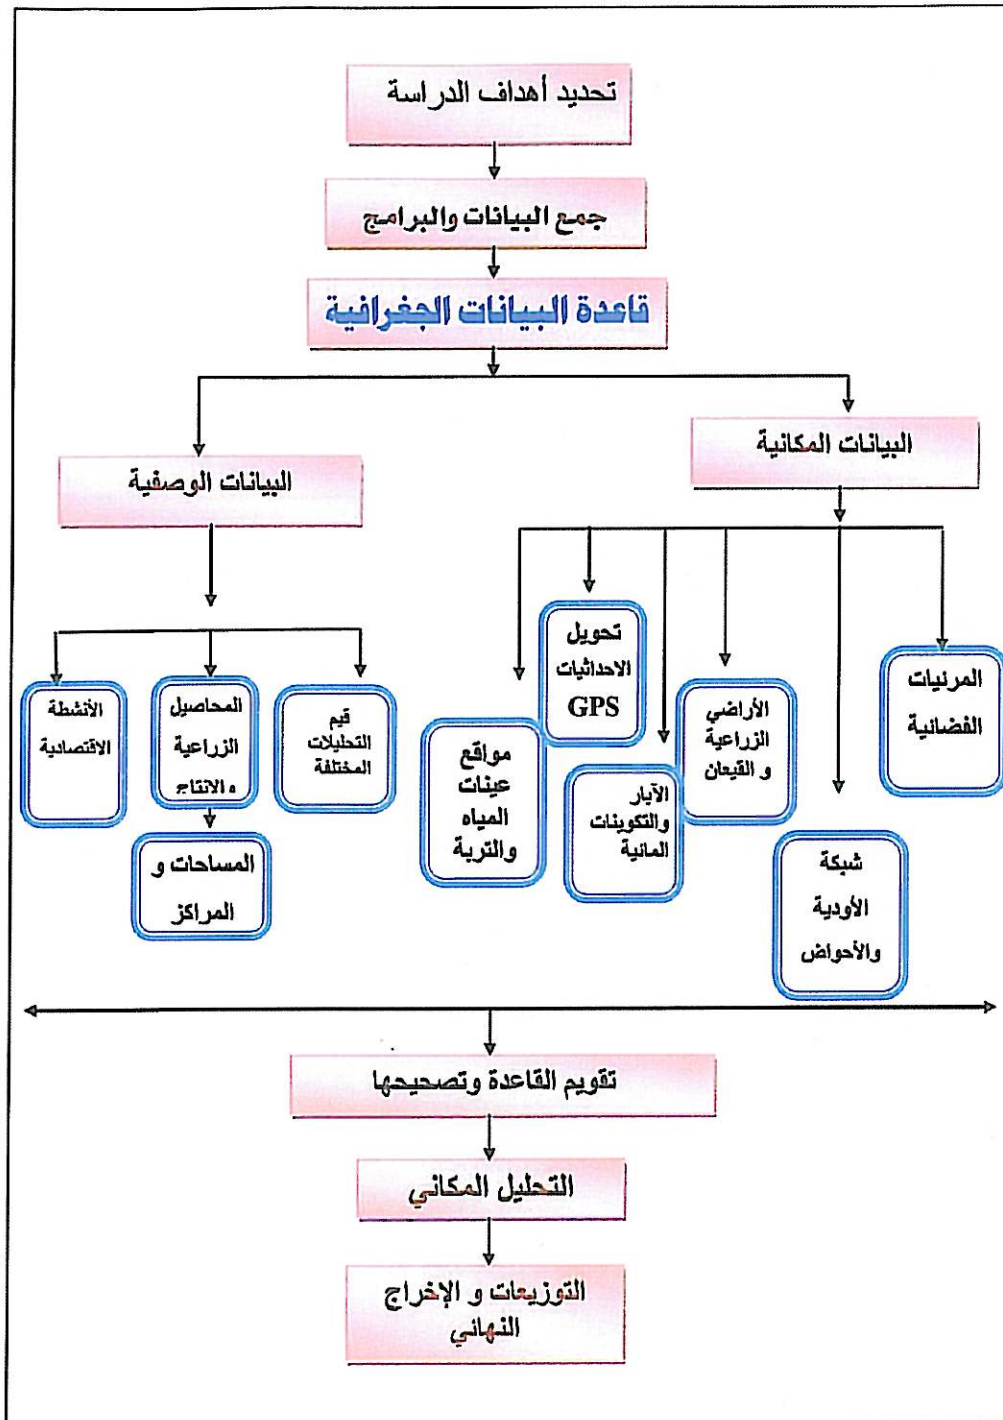 تحديد أهداف الدراسة
جمع البيانات والبرامج
قاعدة البيانات الجغرافية
البيانات المكانية
البيانات الوصفية
المرئيات
الفضائية
شبكة
الأودية
والأحواض
الأراضي
الزراعية
و القيعان
الآبار
والتكوينات
المائية
تحويل
الاحداثيات
GPS
مواقع
عينات
المياه
والتربة
قيم
التحليلات
المختلفة
المحاصيل
الزراعية
والانتاج
المساحات و
المراكز
الأنشطة
الاقتصادية
تقويم القاعدة وتصحيحها
التحليل المكاني
التوزيعات و الإخراج
النهائي